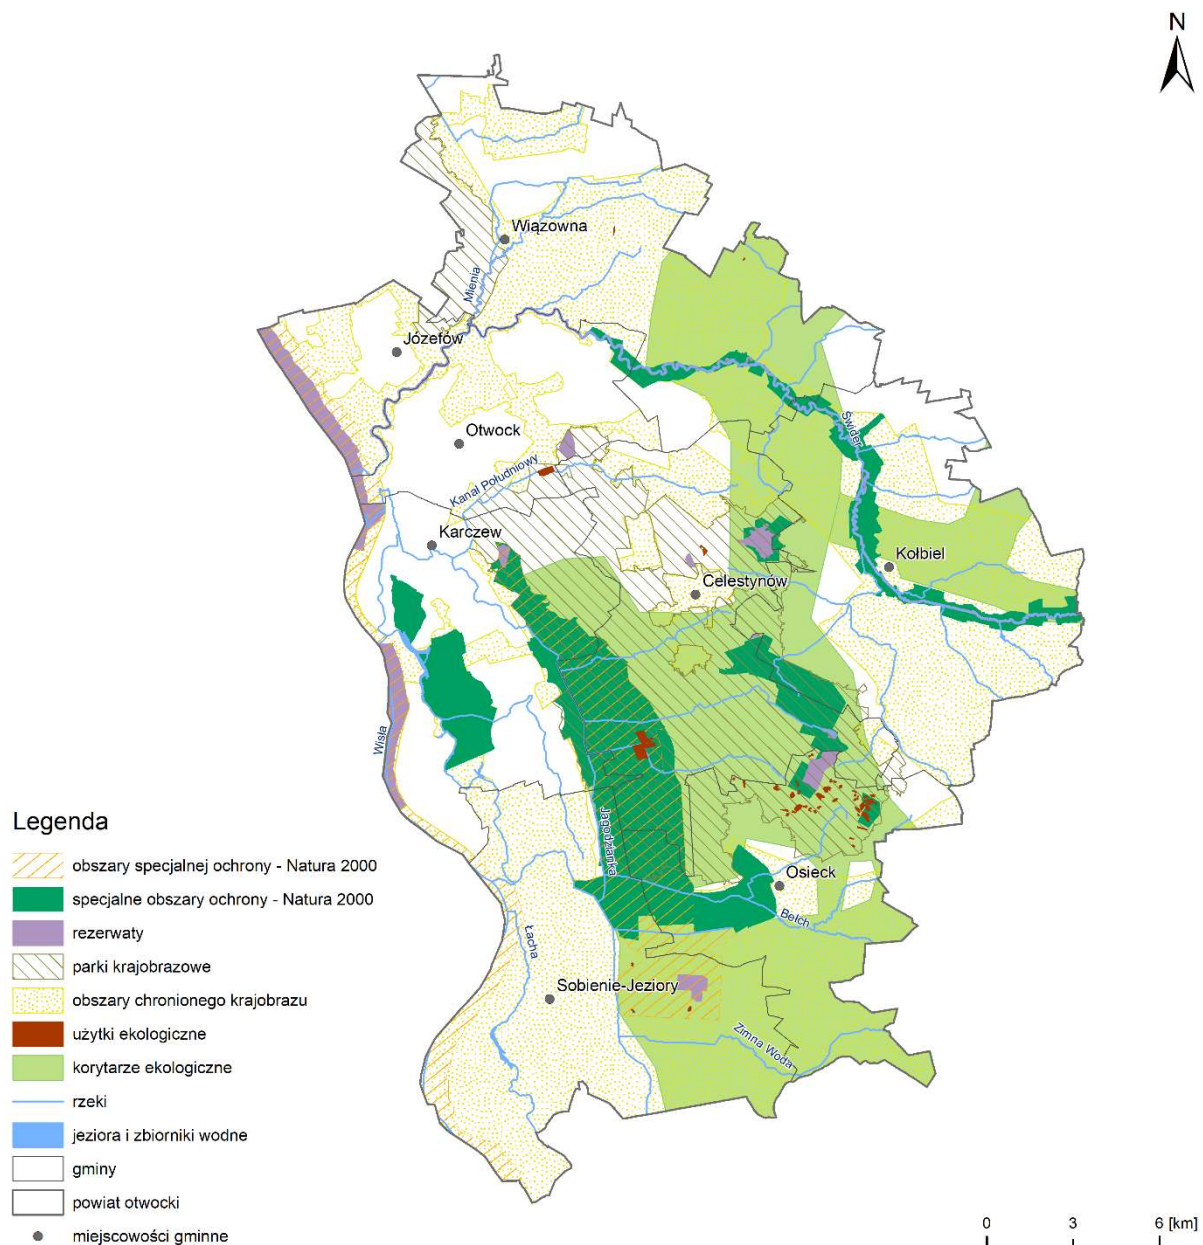 N
Wiązowna
Mienia
Józefów
Świder
Otwock
Kanał Południowy
Karczew
Kołbiel
Celestynów
Wisła
Jagodzianka
Osieck
Bełch
Łacha
Sobienie-Jeziory
Zimna Woda
Legenda
obszary specjalnej ochrony - Natura 2000
specjalne obszary ochrony - Natura 2000
rezerwaty
parki krajobrazowe
obszary chronionego krajobrazu
użytki ekologiczne
korytarze ekologiczne
rzeki
jeziora i zbiorniki wodne
gminy
powiat otwocki
miejscowości gminne
0 3 6 [km]